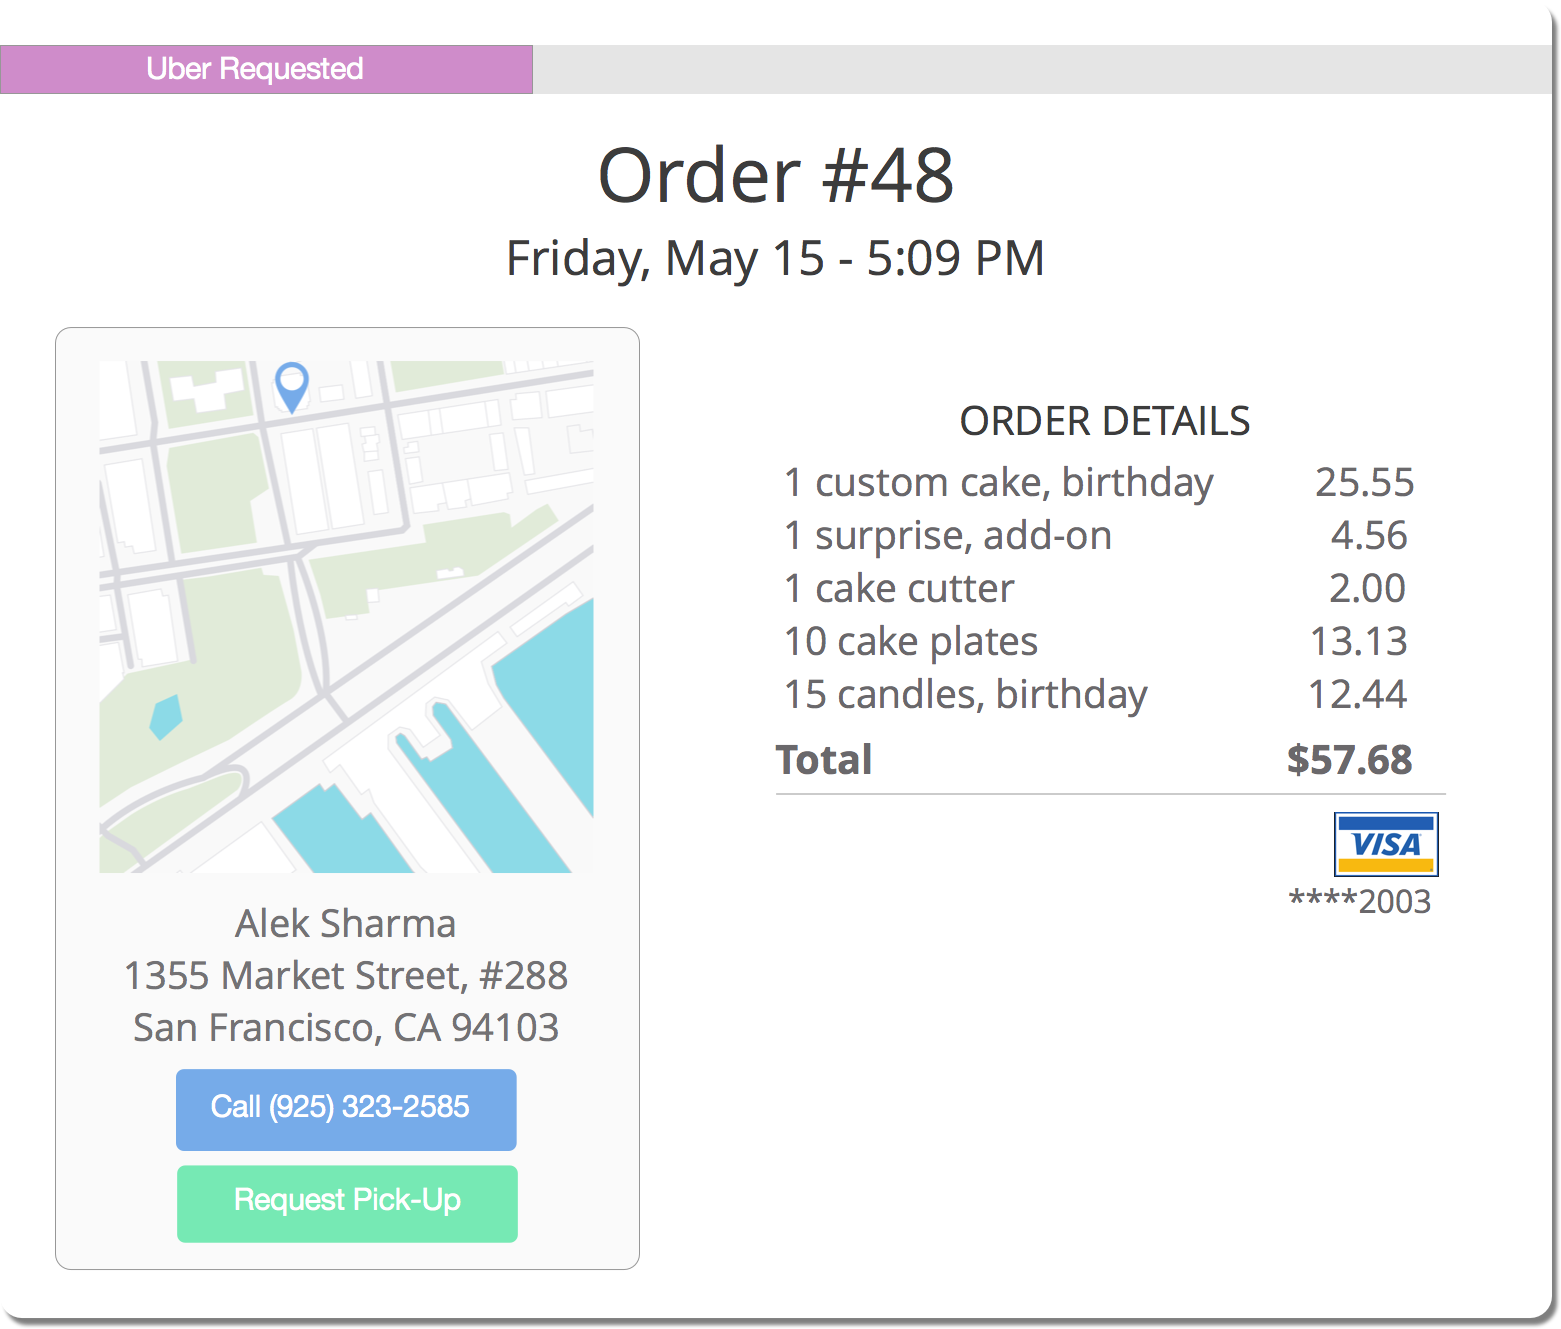 Uber Requested
Order #48
Friday, May 15 - 5:09 PM
ORDER DETAILS
1 custom cake, birthday 25.55
1 surprise, add-on 4.56
1 cake cutter 2.00
10 cake plates 13.13
15 candles, birthday 12.44
Total $57.68
VISA
****2003
Alek Sharma
1355 Market Street, #288
San Francisco, CA 94103
Call (925) 323-2585
Request Pick-Up